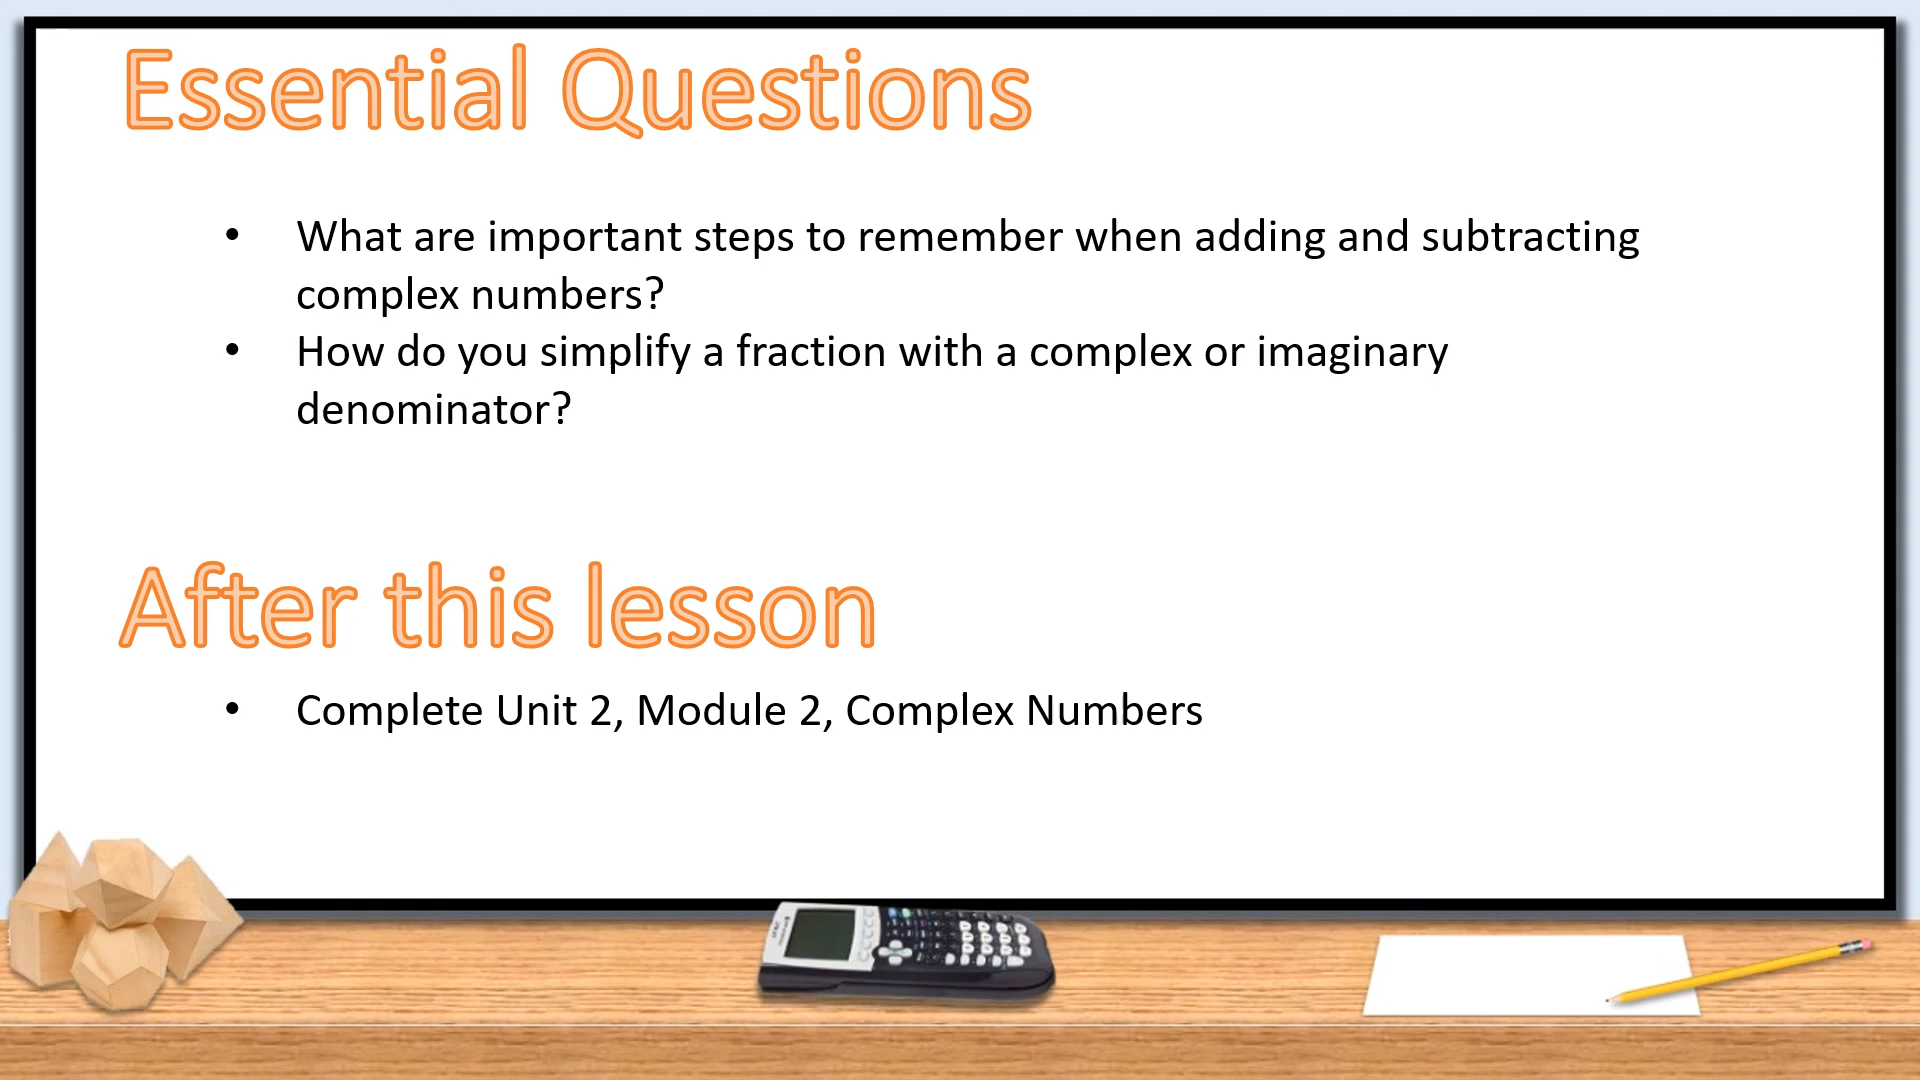 Essential Questions
• What are important steps to remember when adding and subtracting
complex numbers?
• How do you simplify a fraction with a complex or imaginary
denominator?
After this lesson
• Complete Unit 2, Module 2, Complex Numbers